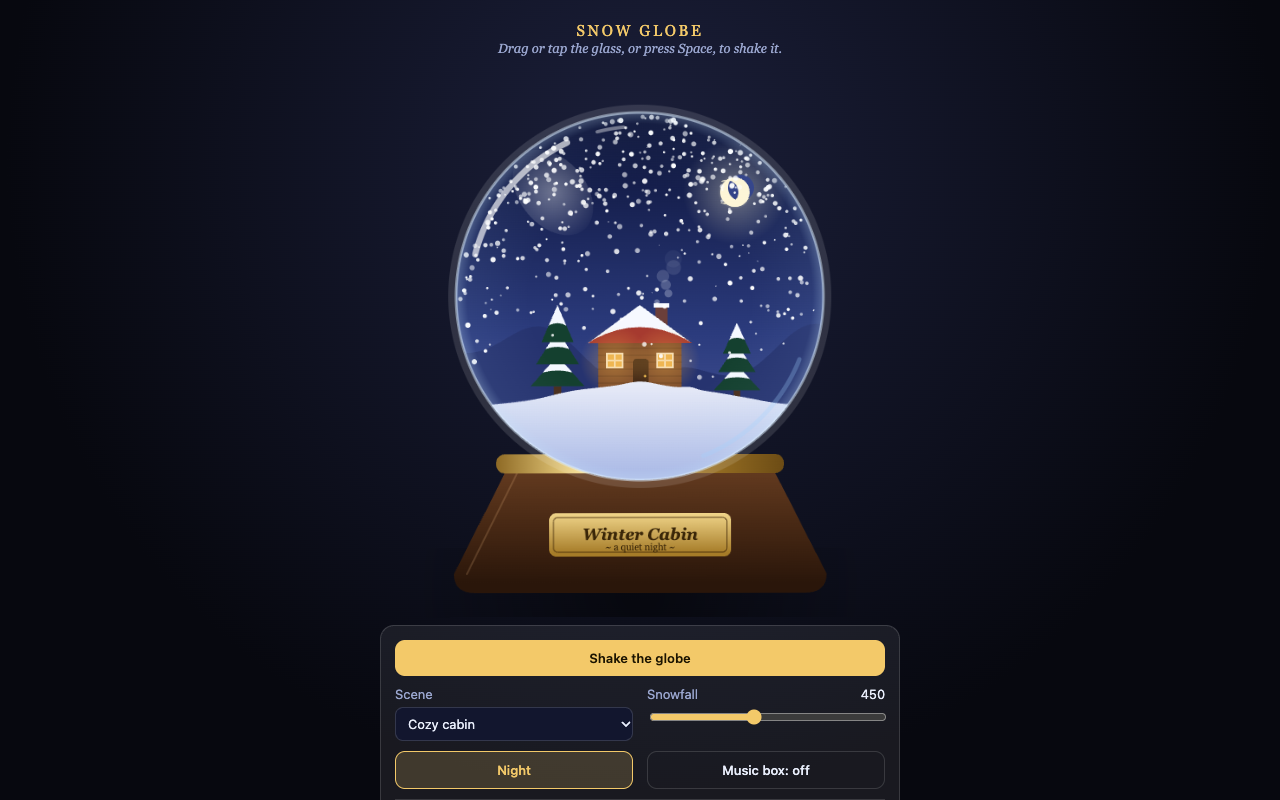 SNOW GLOBE
Drag or tap the glass, or press Space, to shake it.
Winter Cabin
~ a quiet night ~
Shake the globe
Scene
Snowfall 450
Cozy cabin
Night
Music box: off